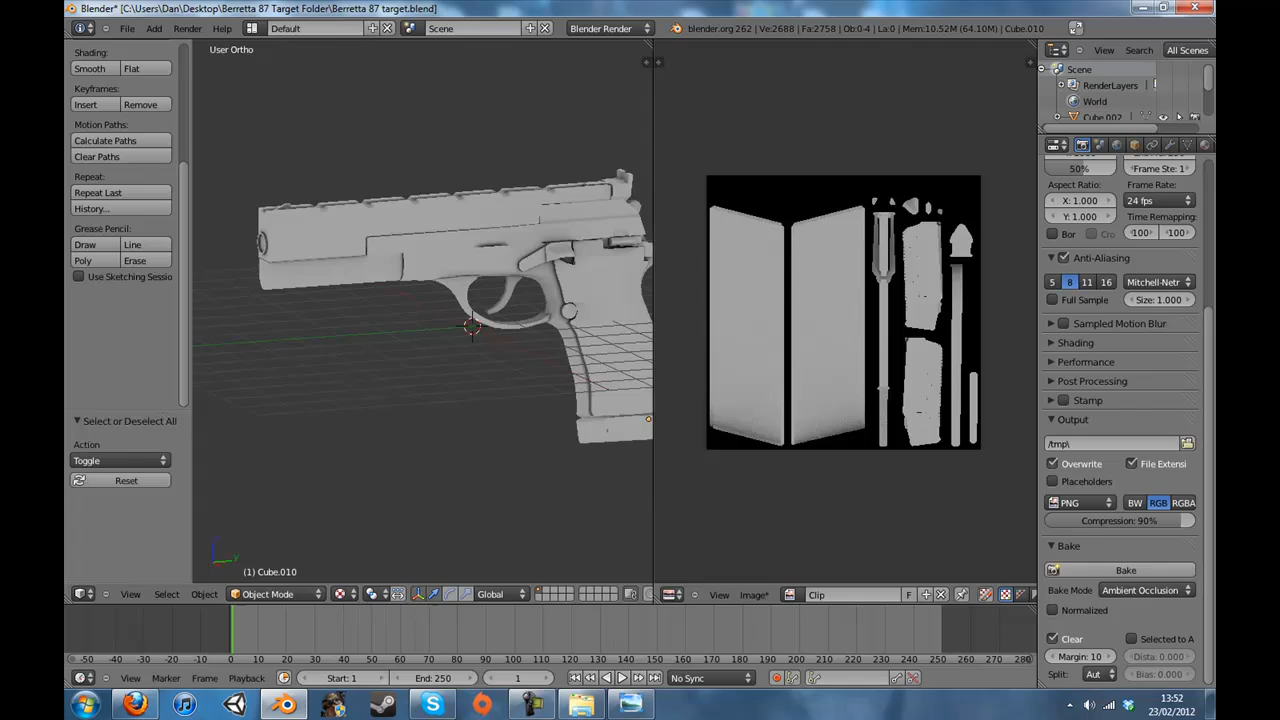 Blender* [C:\Users\Dan\Desktop\Berretta 87 Target Folder\Berretta 87 target.blend]
File Add Render Help Default Scene Blender Render blender.org 262 | Ve:2688 | Fa:2758 | Ob:0-4 | La:0 | Mem:10.52M (64.10M) | Cube.010
View Search All Scenes
Shading:
Smooth Flat
Keyframes:
Insert Remove
Motion Paths:
Calculate Paths
Clear Paths
Repeat:
Repeat Last
History...
Grease Pencil:
Draw Line
Poly Erase
Use Sketching Sessio
Select or Deselect All
Action
Toggle
Reset
User Ortho
(1) Cube.010
Scene
RenderLayers
World
Cube.002
50% Frame Ste: 1
Aspect Ratio: Frame Rate:
X: 1.000 24 fps
Y: 1.000 Time Remapping:
Bor Cro 100 100
Anti-Aliasing
5 8 11 16 Mitchell-Netr
Full Sample Size: 1.000
Sampled Motion Blur
Shading
Performance
Post Processing
Stamp
Output
/tmp\
Overwrite File Extensi
Placeholders
PNG BW RGB RGBA
Compression: 90%
Bake
Bake
Bake Mode Ambient Occlusion
Normalized
Clear Selected to A
Margin: 10 Dista: 0.000
Split: Aut Bias: 0.000
View Select Object Object Mode Global
View Image* Clip F
-50 -40 -30 -20 -10 0 10 20 30 40 50 60 70 80 90 100 110 120 130 140 150 160 170 180 190 200 210 220 230 240 250 260 270 280
View Marker Frame Playback Start: 1 End: 250 1 No Sync
13:52
23/02/2012